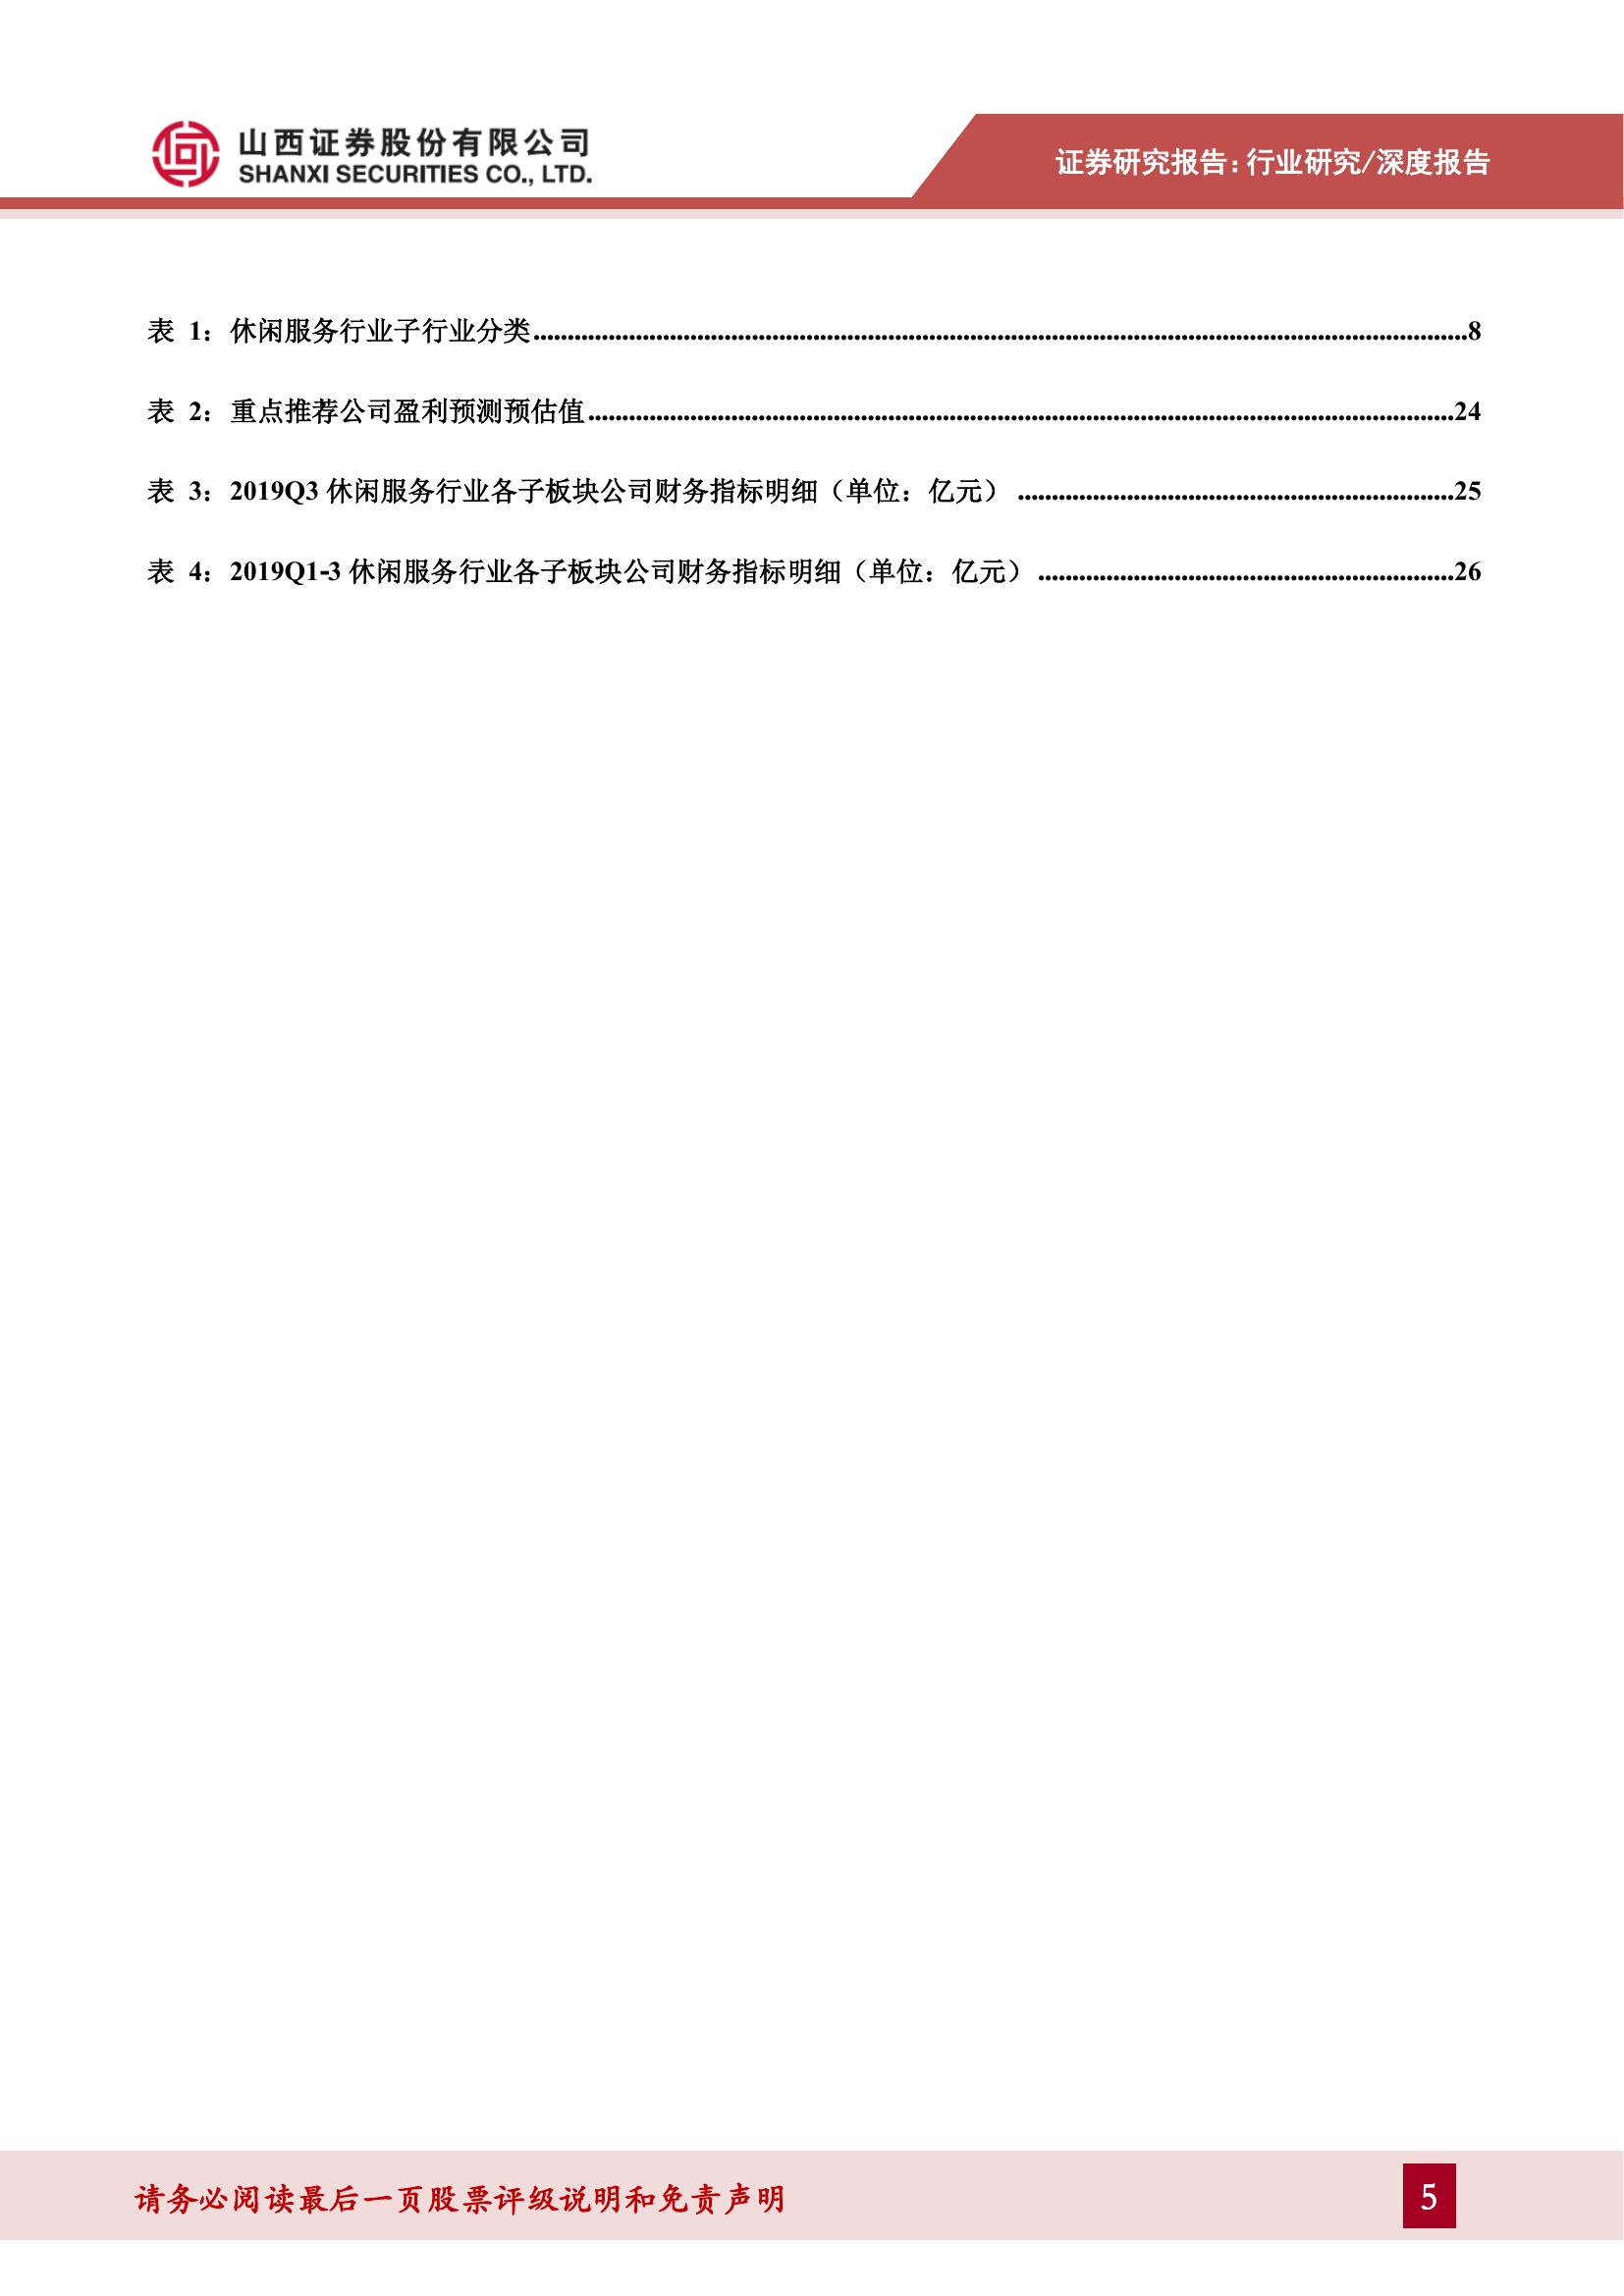 山西证券股份有限公司
SHANXI SECURITIES CO., LTD.
证券研究报告:行业研究/深度报告
表 1：休闲服务行业子行业分类........................................................................................................................................8
表 2：重点推荐公司盈利预测预估值..............................................................................................................................24
表 3：2019Q3 休闲服务行业各子板块公司财务指标明细（单位：亿元） ................................................................25
表 4：2019Q1-3 休闲服务行业各子板块公司财务指标明细（单位：亿元） .............................................................26
请务必阅读最后一页股票评级说明和免责声明
5